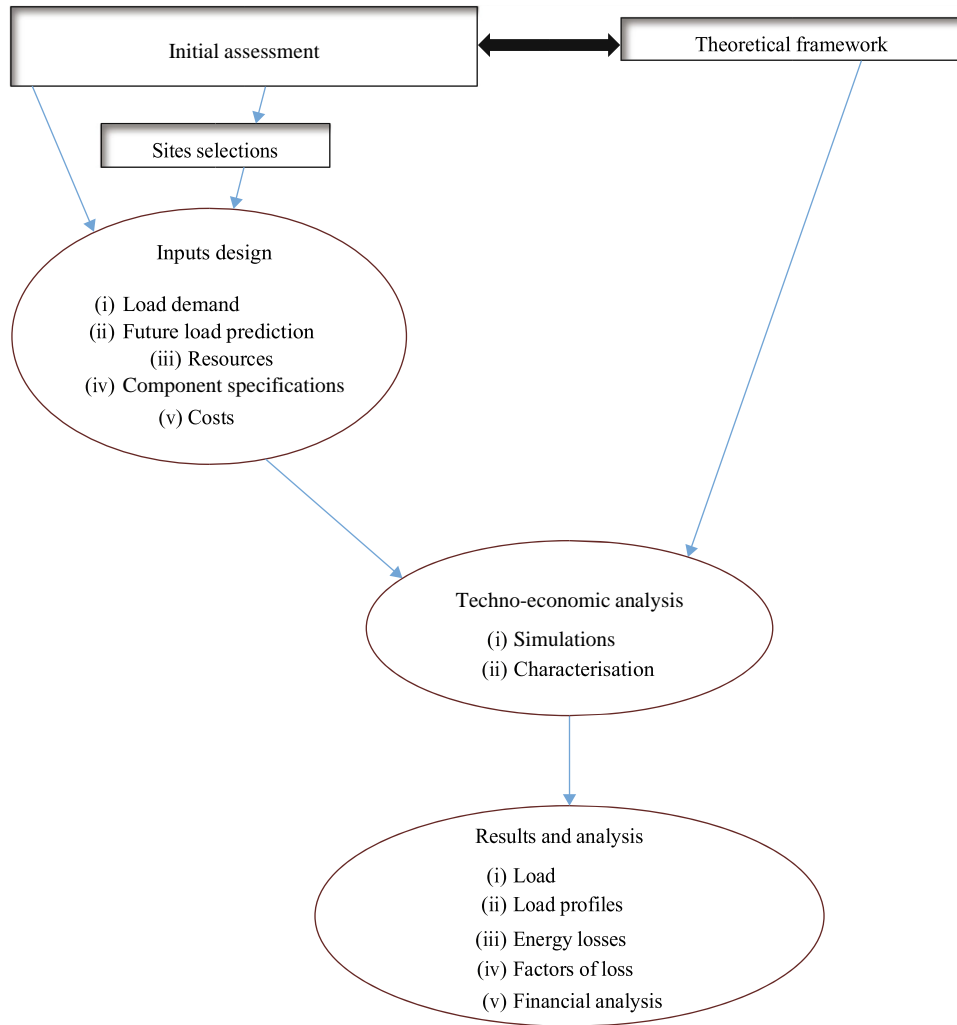 Initial assessment
Theoretical framework
Sites selections
Inputs design
(i) Load demand
(ii) Future load prediction
(iii) Resources
(iv) Component specifications
(v) Costs
Techno-economic analysis
(i) Simulations
(ii) Characterisation
Results and analysis
(i) Load
(ii) Load profiles
(iii) Energy losses
(iv) Factors of loss
(v) Financial analysis